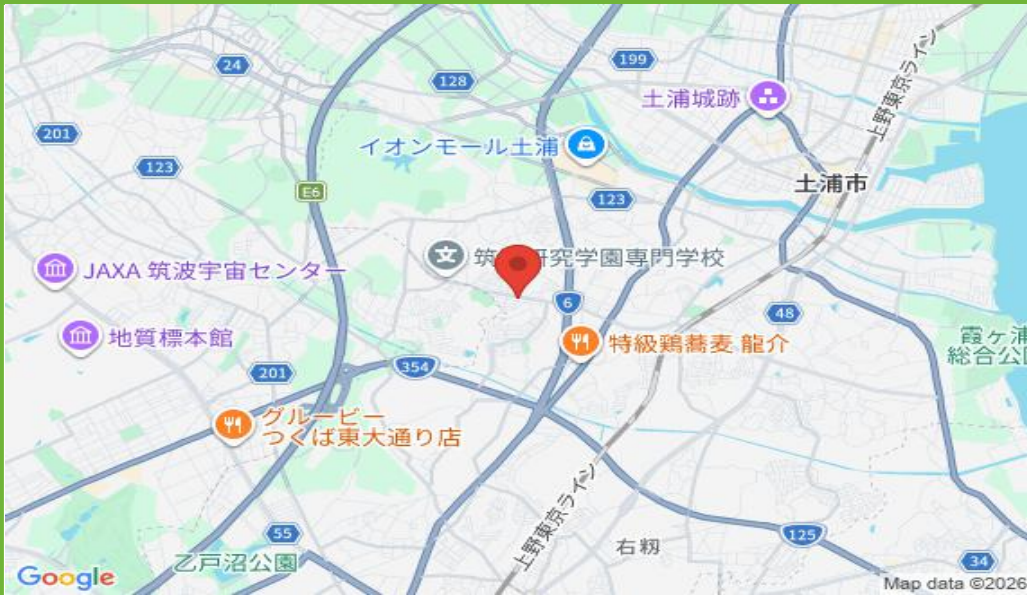 24
128
199
土浦城跡
上野東京ライン
201
イオンモール土浦
123
E6
123
土浦市
筑
研究学園専門学校
JAXA 筑波宇宙センター
6
48
地質標本館
特級鶏蕎麦 龍介
霞ヶ浦
総合公園
201
354
グルービー
つくば東大通り店
上野東京ライン
55
125
右籾
乙戸沼公園
34
Google
Map data ©2026